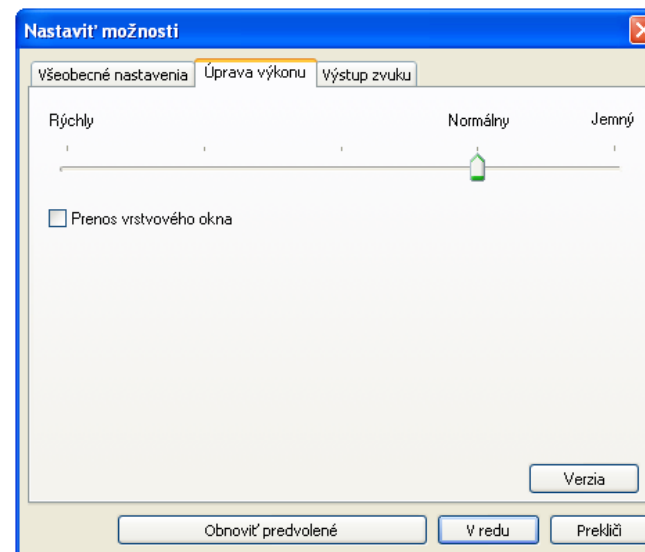 Nastaviť možnosti
Všeobecné nastavenia Úprava výkonu Výstup zvuku
Rýchly Normálny Jemný
Prenos vrstvového okna
Verzia
Obnoviť predvolené V redu Prekliči